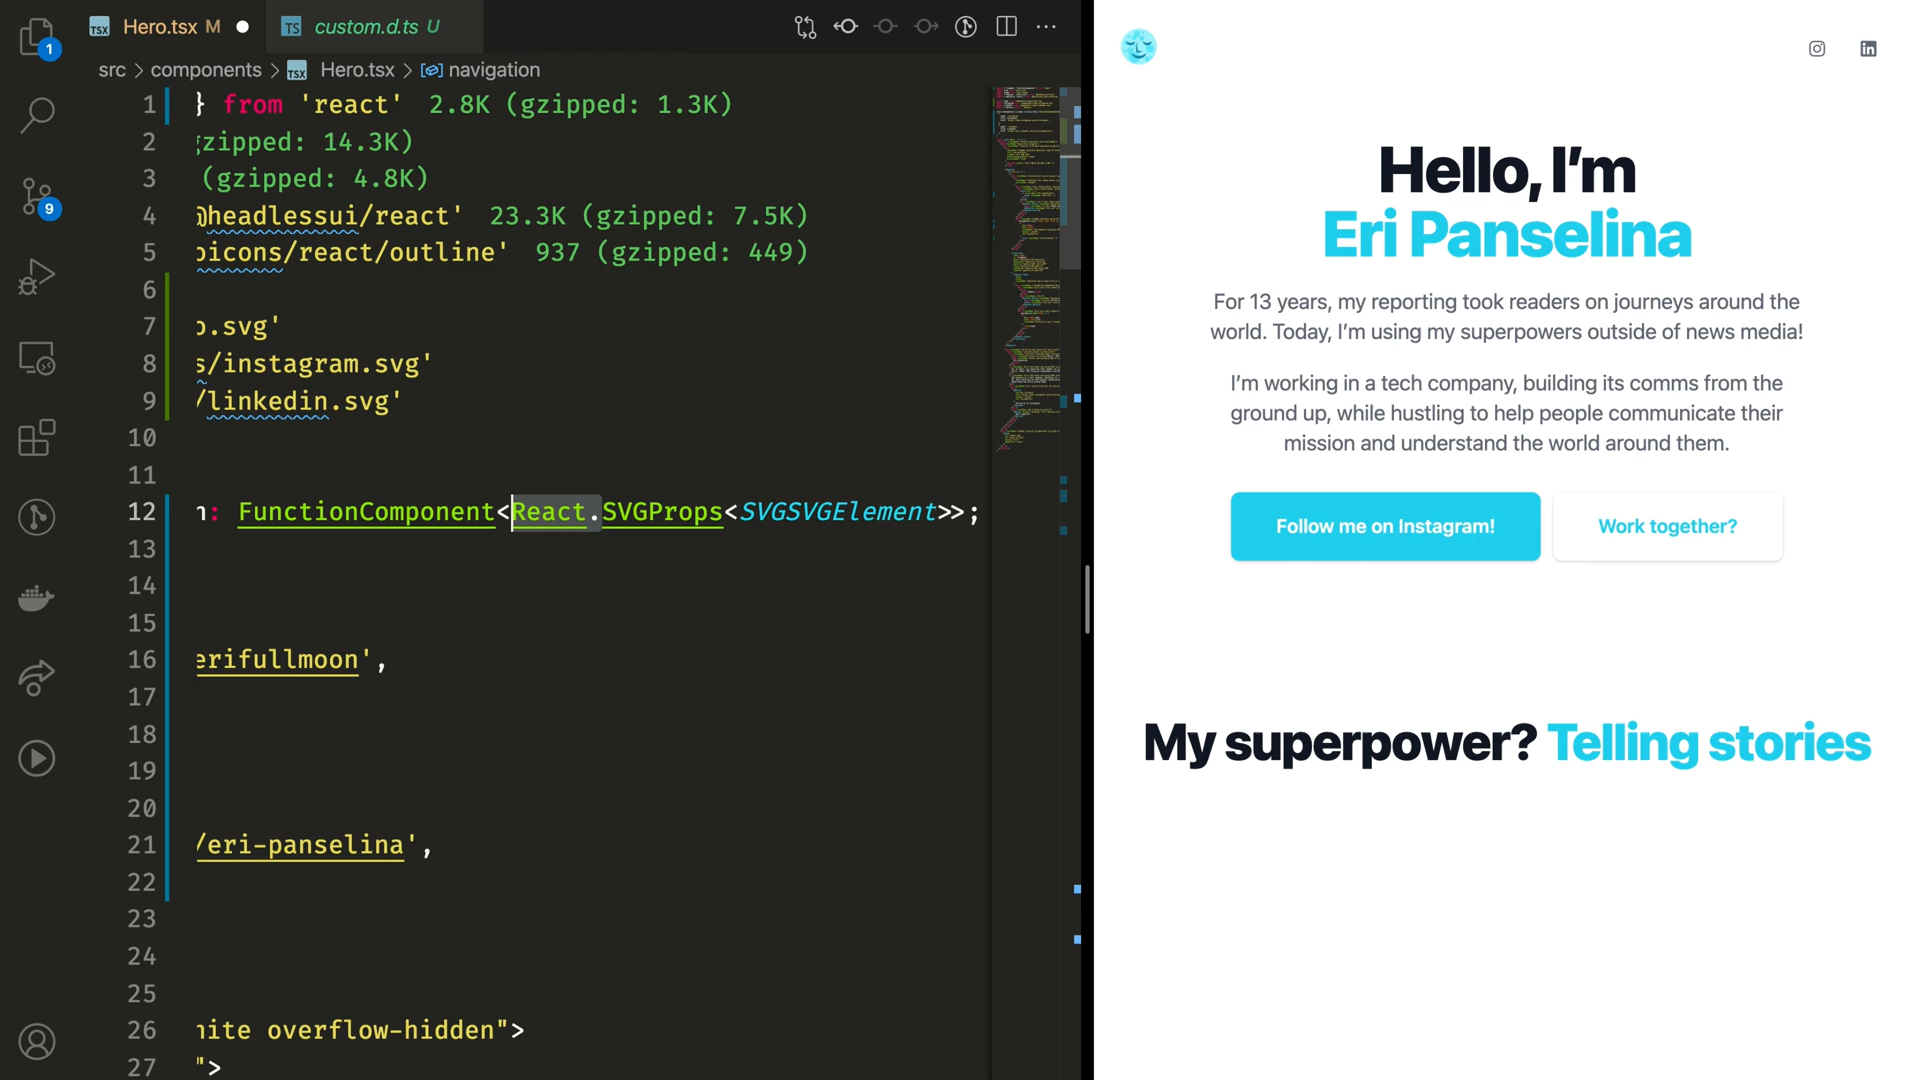 1
9
TSX Hero.tsx M
TS custom.d.ts U
src > components > TSX Hero.tsx > navigation
1 } from 'react' 2.8K (gzipped: 1.3K)
2 gzipped: 14.3K)
3 (gzipped: 4.8K)
4 @headlessui/react' 23.3K (gzipped: 7.5K)
5 oicons/react/outline' 937 (gzipped: 449)
6
7 o.svg'
8 s/instagram.svg'
9 /linkedin.svg'
10
11
12 n: FunctionComponent<React.SVGProps<SVGSVGElement>>;
13
14
15
16 erifullmoon',
17
18
19
20
21 /eri-panselina',
22
23
24
25
26 hite overflow-hidden">
27 ">
Hello, I’m
Eri Panselina
For 13 years, my reporting took readers on journeys around the
world. Today, I’m using my superpowers outside of news media!
I’m working in a tech company, building its comms from the
ground up, while hustling to help people communicate their
mission and understand the world around them.
Follow me on Instagram!
Work together?
My superpower? Telling stories